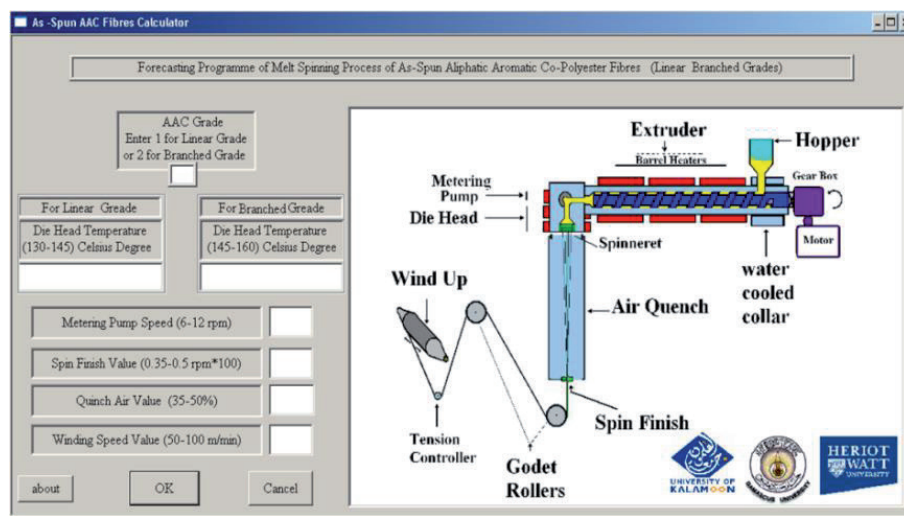 As -Spun AAC Fibres Calculator
Forecasting Programme of Melt Spinning Process of As-Spun Aliphatic Aromatic Co-Polyester Fibres (Linear Branched Grades)
AAC Grade
Enter 1 for Linear Grade
or 2 for Branched Grade
For Linear Greade
Die Head Temperature
(130-145) Celsius Degree
For Branched Greade
Die Head Temperature
(145-160) Celsius Degree
Metering Pump Speed (6-12 rpm)
Spin Finish Value (0.35-0.5 rpm*100)
Quinch Air Value (35-50%)
Winding Speed Value (50-100 m/min)
about
OK
Cancel
Extruder
Barrel Heaters
Hopper
Gear Box
Metering
Pump
Die Head
Motor
Spinneret
Wind Up
Air Quench
water
cooled
collar
Spin Finish
Tension
Controller
Godet
Rollers
UNIVERSITY OF
KALAMOON
DAMASCUS UNIVERSITY
HERIOT
WATT
UNIVERSITY